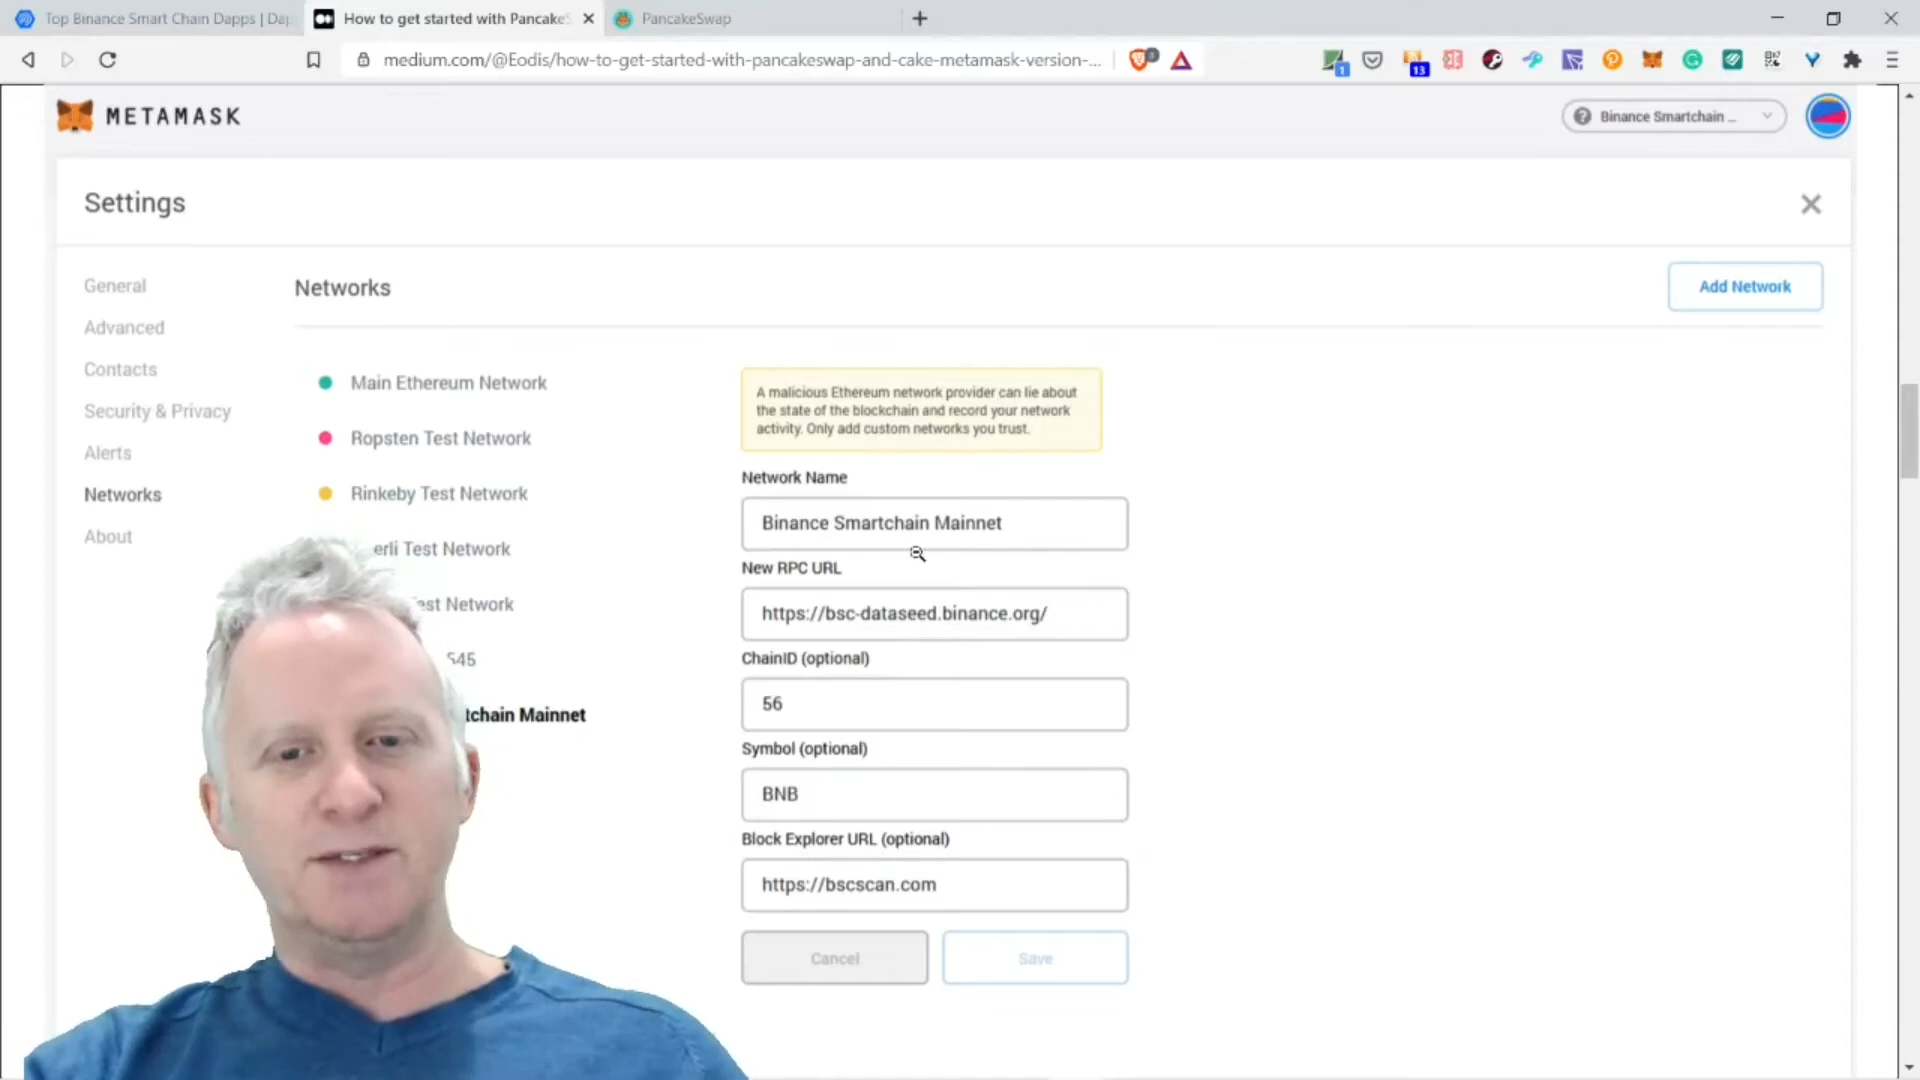 Top Binance Smart Chain Dapps | Dap
How to get started with PancakeS
PancakeSwap
medium.com/@Eodis/how-to-get-started-with-pancakeswap-and-cake-metamask-version-...
1
13
METAMASK
Binance Smartchain ...
Settings
General
Advanced
Contacts
Security & Privacy
Alerts
Networks
About
Networks
Add Network
Main Ethereum Network
Ropsten Test Network
Rinkeby Test Network
erli Test Network
est Network
545
tchain Mainnet
A malicious Ethereum network provider can lie about
the state of the blockchain and record your network
activity. Only add custom networks you trust.
Network Name
Binance Smartchain Mainnet
New RPC URL
https://bsc-dataseed.binance.org/
ChainID (optional)
56
Symbol (optional)
BNB
Block Explorer URL (optional)
https://bscscan.com
Cancel
Save